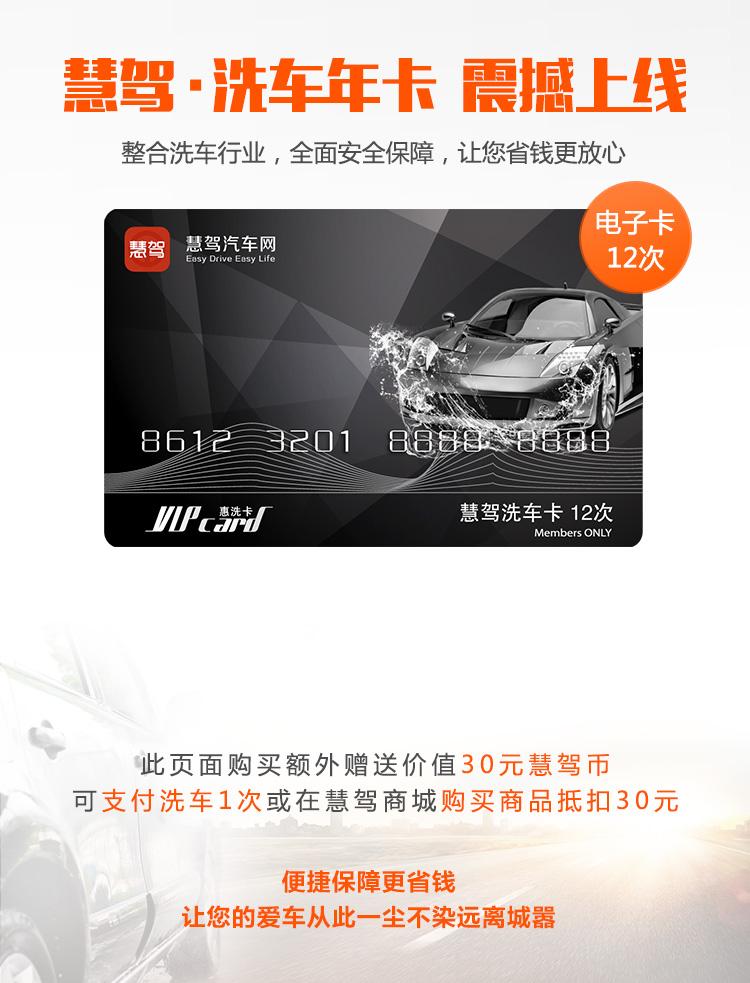 慧驾·洗车年卡 震撼上线
整合洗车行业，全面安全保障，让您省钱更放心
电子卡
12次
慧驾
慧驾汽车网
Easy Drive Easy Life
8612 3201 8888 8888
VIP card
惠洗卡
慧驾洗车卡 12次
Members ONLY
此页面购买额外赠送价值30元慧驾币
可支付洗车1次或在慧驾商城购买商品抵扣30元
便捷保障更省钱
让您的爱车从此一尘不染远离城嚣